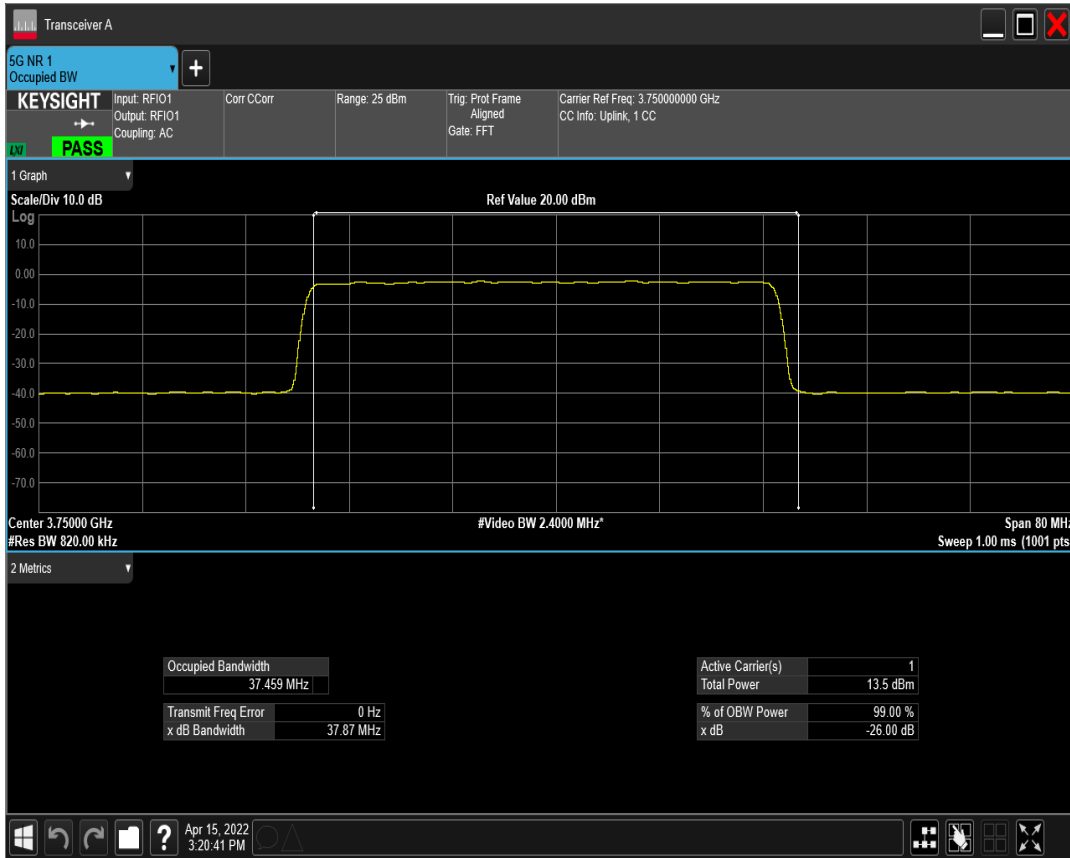 Transceiver A
5G NR 1
Occupied BW
+
KEYSIGHT
LXI
PASS
Input: RFIO1
Output: RFIO1
Coupling: AC
Corr CCorr
Range: 25 dBm
Trig: Prot Frame
Aligned
Gate: FFT
Carrier Ref Freq: 3.750000000 GHz
CC Info: Uplink, 1 CC
1 Graph
Scale/Div 10.0 dB
Ref Value 20.00 dBm
Log
10.0
0.00
-10.0
-20.0
-30.0
-40.0
-50.0
-60.0
-70.0
Center 3.75000 GHz
#Video BW 2.4000 MHz*
Span 80 MHz
#Res BW 820.00 kHz
Sweep 1.00 ms (1001 pts
2 Metrics
Occupied Bandwidth
37.459 MHz
Transmit Freq Error 0 Hz
x dB Bandwidth 37.87 MHz
Active Carrier(s) 1
Total Power 13.5 dBm
% of OBW Power 99.00 %
x dB -26.00 dB
?
Apr 15, 2022
3:20:41 PM